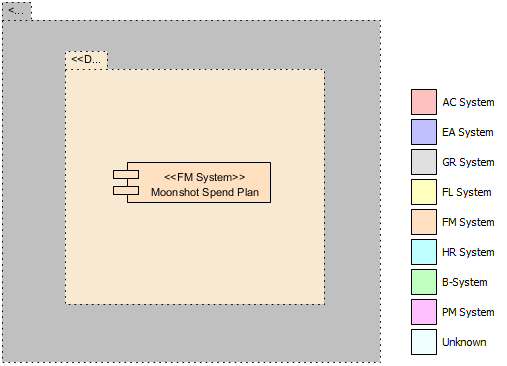 <...
<<D...
<<FM System>>
Moonshot Spend Plan
AC System
EA System
GR System
FL System
FM System
HR System
B-System
PM System
Unknown